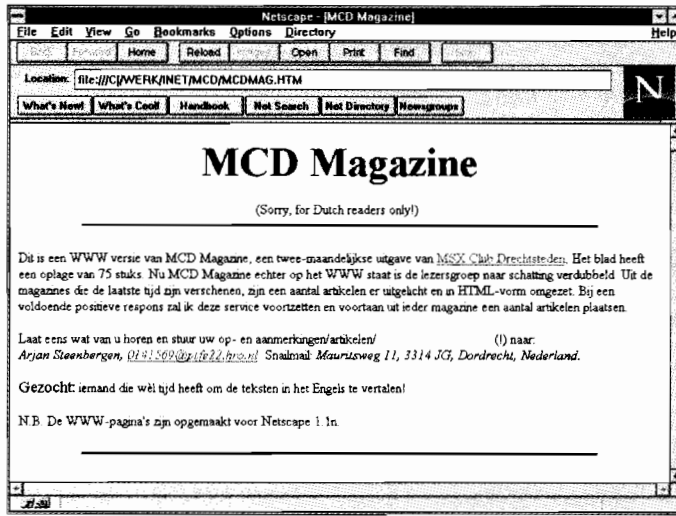 Netscape - [MCD Magazine]
File Edit View Go Bookmarks Options Directory Help
Home Reload Open Print Find
Location: file:///C|/WERK/INET/MCD/MCDMAG.HTM
N
What's New! What's Cool! Handbook Net Search Net Directory Newsgroups
MCD Magazine
(Sorry, for Dutch readers only!)
Dit is een WWW versie van MCD Magazine, een twee-maandelijkse uitgave van MSX Club Drechtsteden. Het blad heeft
een oplage van 75 stuks. Nu MCD Magazine echter op het WWW staat is de lezersgroep naar schatting verdubbeld. Uit de
magazines die de laatste tijd zijn verschenen, zijn een aantal artikelen er uitgelicht en in HTML-vorm omgezet. Bij een
voldoende positieve respons zal ik deze service voortzetten en voortaan uit ieder magazine een aantal artikelen plaatsen.
Laat eens wat van u horen en stuur uw op- en aanmerkingen/artikelen/ (!) naar:
Arjan Steenbergen, Snailmail: Mauritsweg 11, 3314 JG, Dordrecht, Nederland.
Gezocht: iemand die wèl tijd heeft om de teksten in het Engels te vertalen!
N.B. De WWW-pagina's zijn opgemaakt voor Netscape 1.1n.